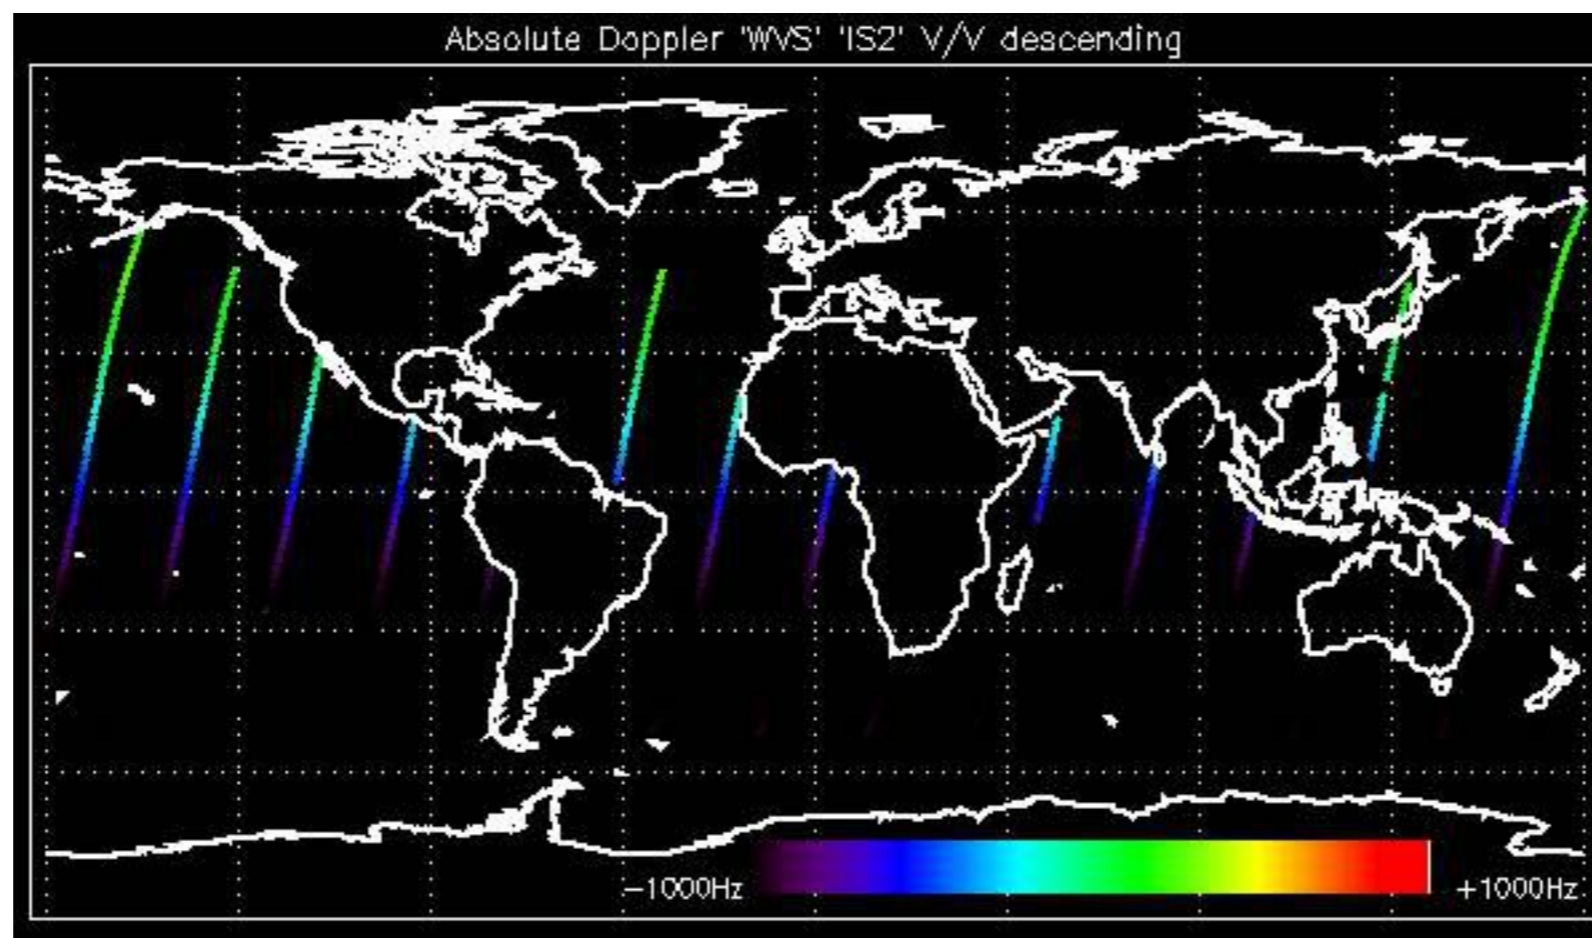 Absolute Doppler 'WVS' 'IS2' V/V descending
−1000Hz
+1000Hz